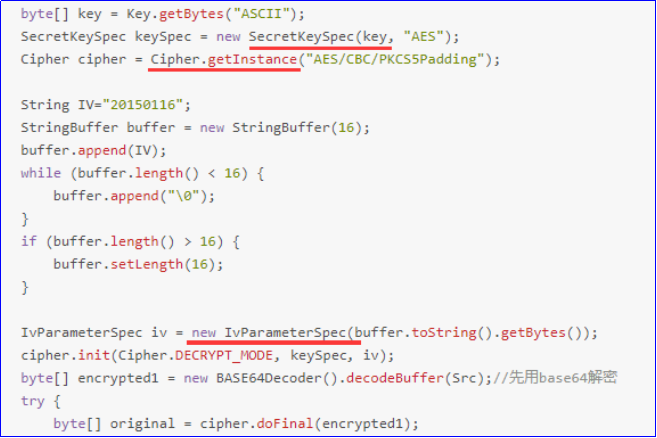 byte[] key = Key.getBytes("ASCII");
SecretKeySpec keySpec = new SecretKeySpec(key, "AES");
Cipher cipher = Cipher.getInstance("AES/CBC/PKCS5Padding");
String IV="20150116";
StringBuffer buffer = new StringBuffer(16);
buffer.append(IV);
while (buffer.length() < 16) {
    buffer.append("\0");
}
if (buffer.length() > 16) {
    buffer.setLength(16);
}
IvParameterSpec iv = new IvParameterSpec(buffer.toString().getBytes());
cipher.init(Cipher.DECRYPT_MODE, keySpec, iv);
byte[] encrypted1 = new BASE64Decoder().decodeBuffer(Src);//先用base64解密
try {
    byte[] original = cipher.doFinal(encrypted1);